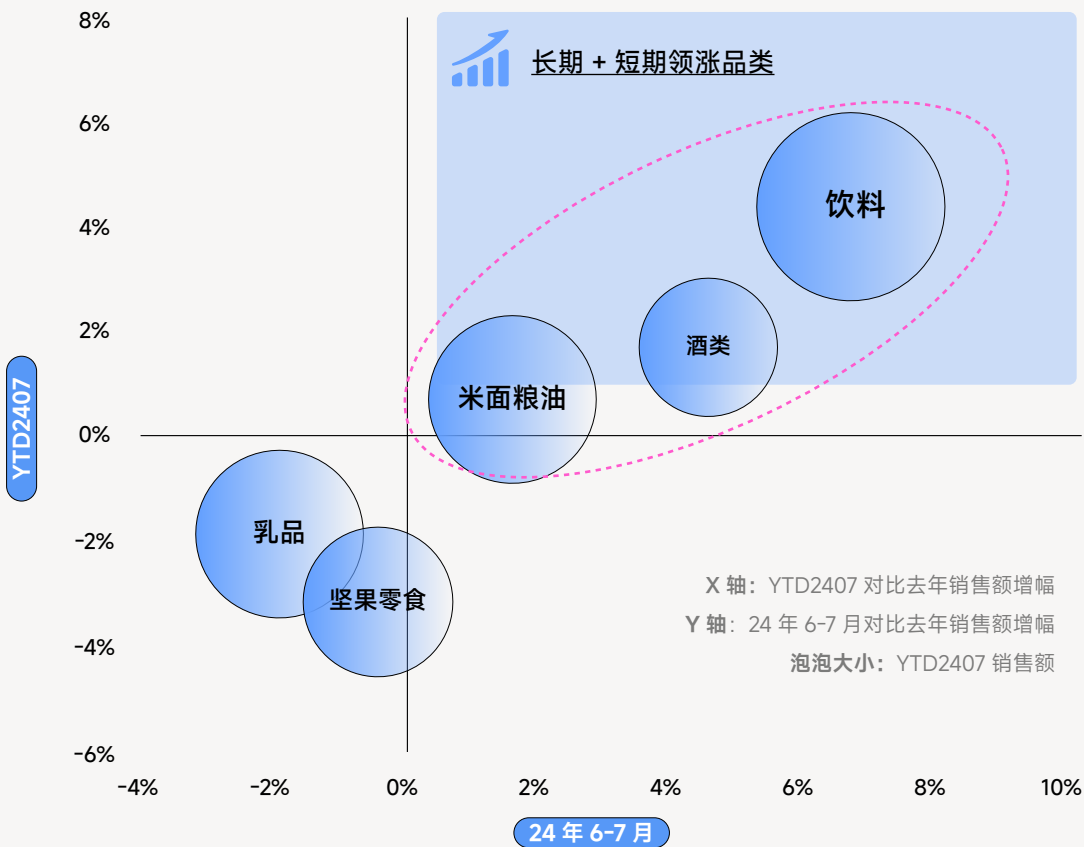 8%
长期 + 短期领涨品类
6%
饮料
4%
2%
酒类
米面粮油
YTD2407
0%
乳品
-2%
坚果零食
X 轴：YTD2407 对比去年销售额增幅
Y 轴：24 年 6-7 月对比去年销售额增幅
-4%
泡泡大小：YTD2407 销售额
-6%
-4%
-2%
0%
2%
4%
6%
8%
10%
24 年 6-7 月